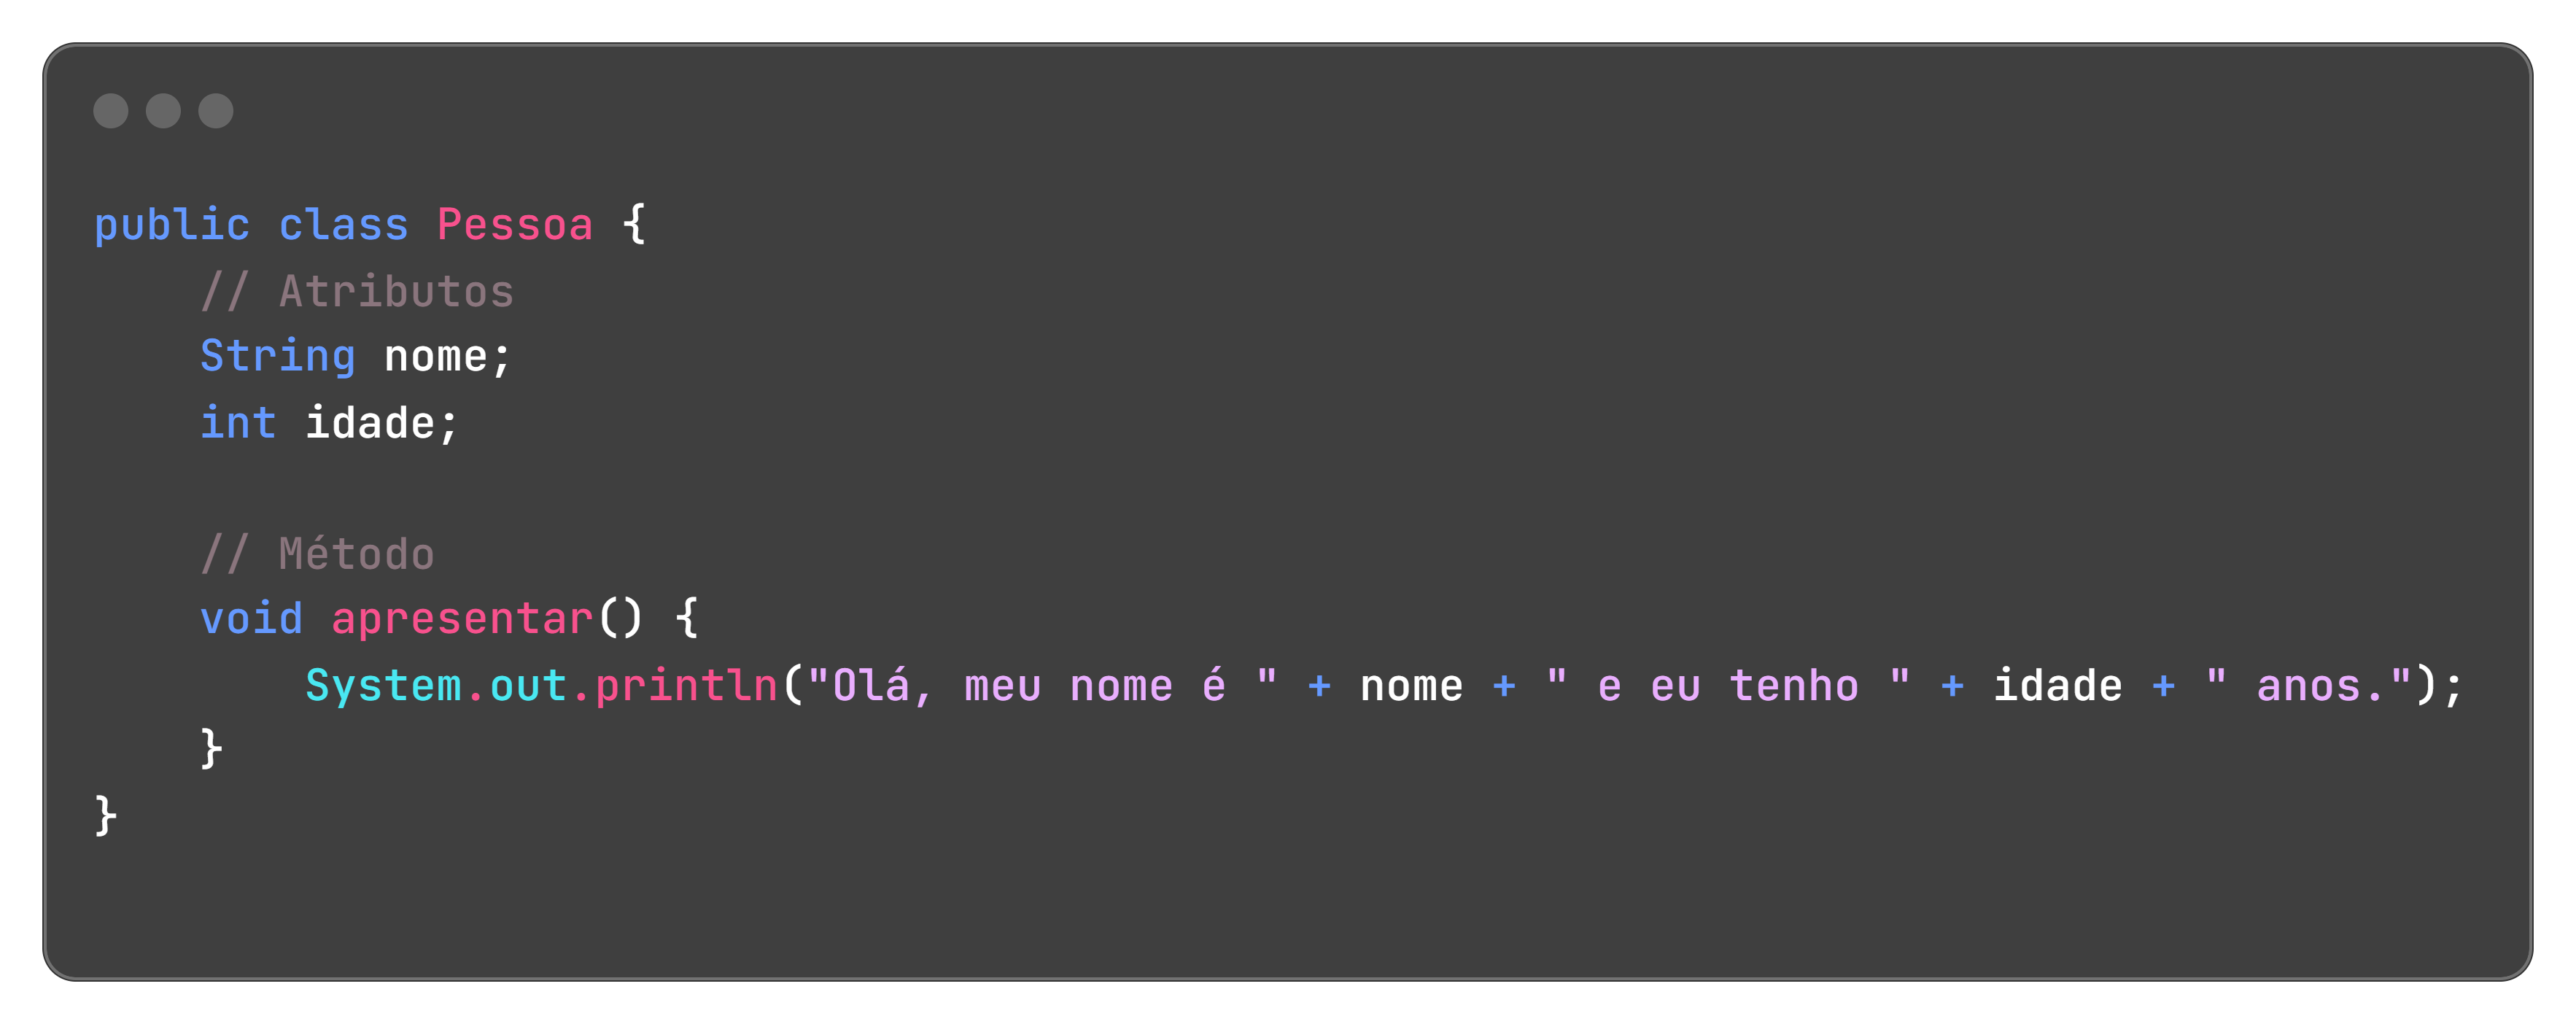 public class Pessoa {
    // Atributos
    String nome;
    int idade;

    // Método
    void apresentar() {
        System.out.println("Olá, meu nome é " + nome + " e eu tenho " + idade + " anos.");
    }
}